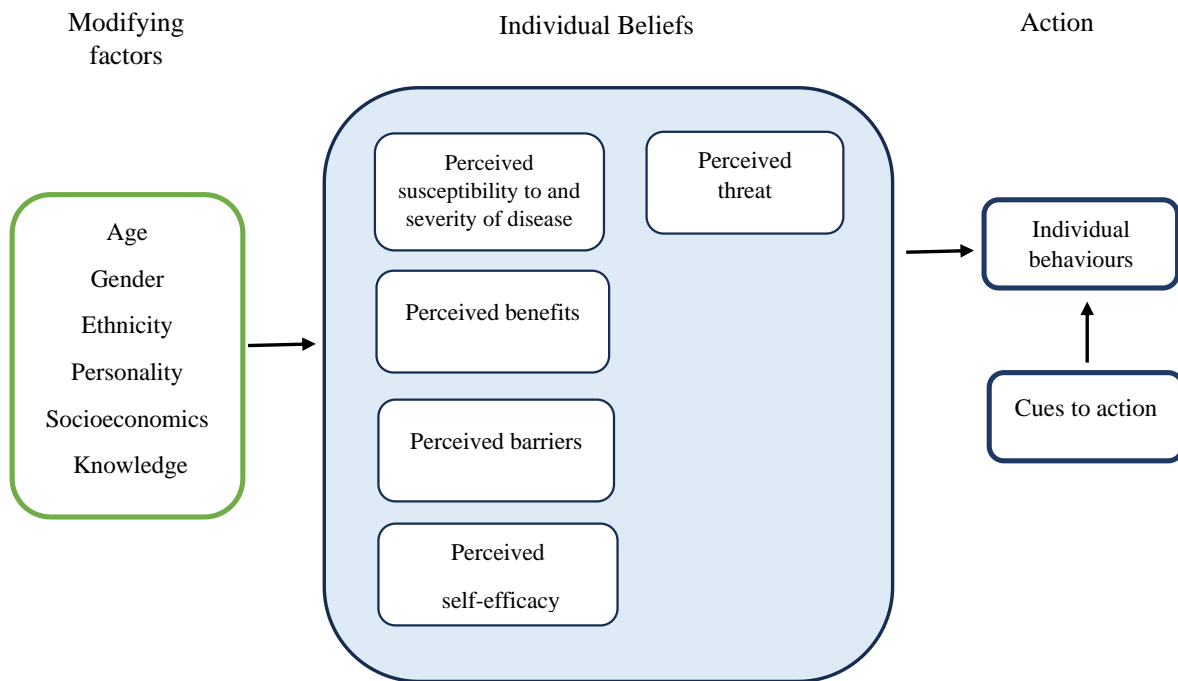 Modifying
factors
Individual Beliefs
Action
Age
Gender
Ethnicity
Personality
Socioeconomics
Knowledge
Perceived
susceptibility to and
severity of disease
Perceived
threat
Perceived benefits
Perceived barriers
Perceived
self-efficacy
Individual
behaviours
Cues to action